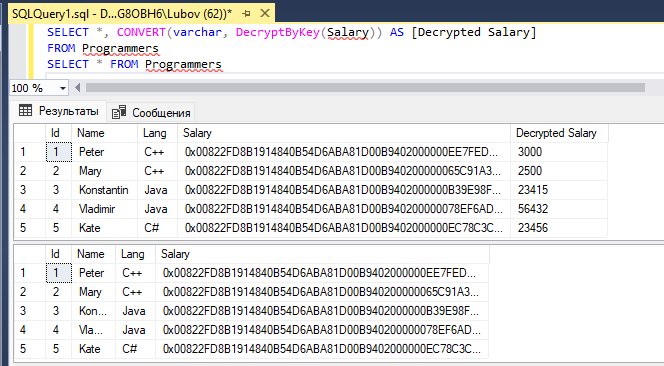 SQLQuery1.sql - D...G8OBH6\Lubov (62))*
SELECT *, CONVERT(varchar, DecryptByKey(Salary)) AS [Decrypted Salary]
FROM Programmers
SELECT * FROM Programmers
100 %
Результаты Сообщения
Id Name Lang Salary Decrypted Salary
1 1 Peter C++ 0x00822FD8B1914840B54D6ABA81D00B9402000000EE7FED... 3000
2 2 Mary C++ 0x00822FD8B1914840B54D6ABA81D00B940200000065C91A3... 2500
3 3 Konstantin Java 0x00822FD8B1914840B54D6ABA81D00B9402000000B39E98F... 23415
4 4 Vladimir Java 0x00822FD8B1914840B54D6ABA81D00B940200000078EF6AD... 56432
5 5 Kate C# 0x00822FD8B1914840B54D6ABA81D00B9402000000EC78C3C... 23456
Id Name Lang Salary
1 1 Peter C++ 0x00822FD8B1914840B54D6ABA81D00B9402000000EE7FED...
2 2 Mary C++ 0x00822FD8B1914840B54D6ABA81D00B940200000065C91A3...
3 3 Kon... Java 0x00822FD8B1914840B54D6ABA81D00B9402000000B39E98F...
4 4 Vla... Java 0x00822FD8B1914840B54D6ABA81D00B940200000078EF6AD...
5 5 Kate C# 0x00822FD8B1914840B54D6ABA81D00B9402000000EC78C3C...